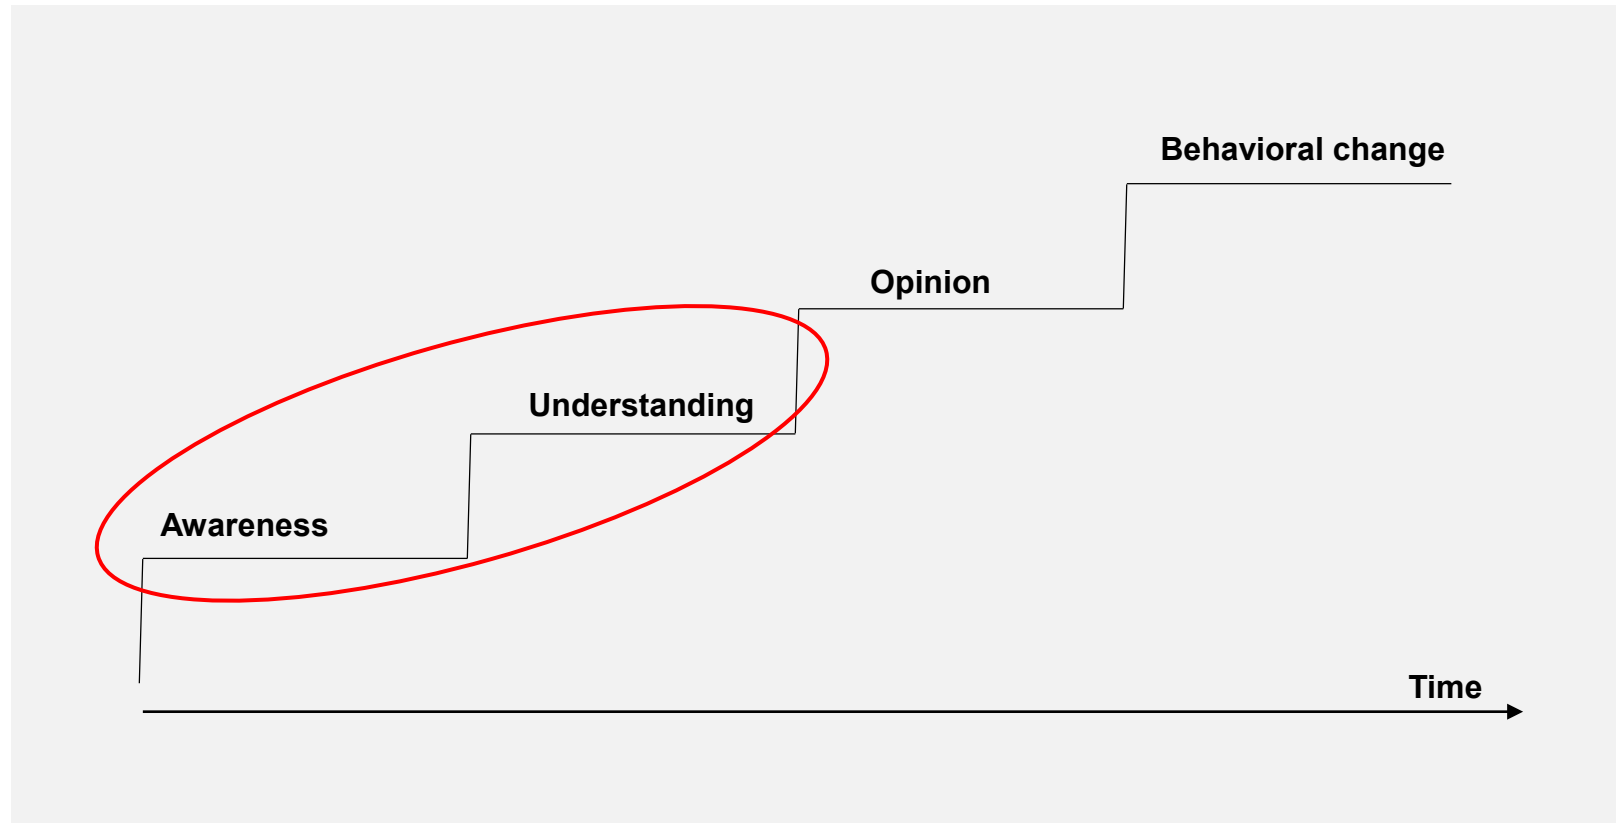 Behavioral change
Opinion
Understanding
Awareness
Time